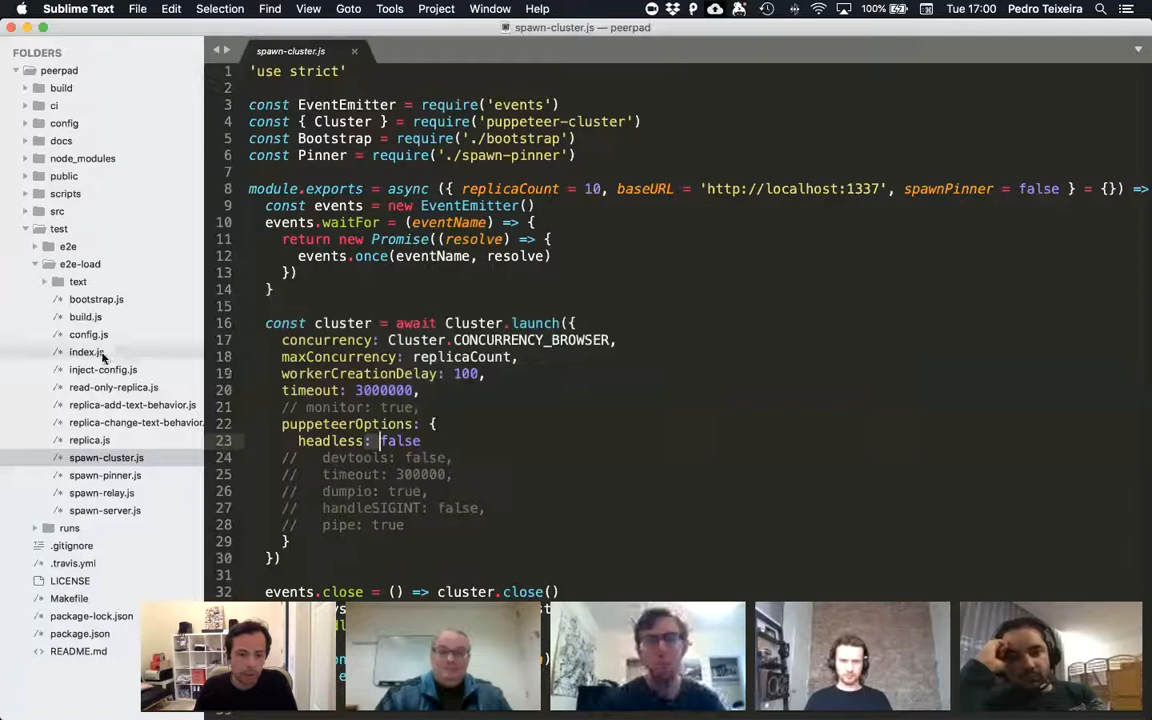 Sublime Text File Edit Selection Find View Goto Tools Project Window Help 100% Tue 17:00 Pedro Teixeira
spawn-cluster.js — peerpad
FOLDERS
peerpad
build
ci
config
docs
node_modules
public
scripts
src
test
e2e
e2e-load
text
bootstrap.js
build.js
config.js
index.js
inject-config.js
read-only-replica.js
replica-add-text-behavior.js
replica-change-text-behavior.
replica.js
spawn-cluster.js
spawn-pinner.js
spawn-relay.js
spawn-server.js
runs
.gitignore
.travis.yml
LICENSE
Makefile
package-lock.json
package.json
README.md
spawn-cluster.js
1 'use strict'
2
3 const EventEmitter = require('events')
4 const { Cluster } = require('puppeteer-cluster')
5 const Bootstrap = require('./bootstrap')
6 const Pinner = require('./spawn-pinner')
7
8 module.exports = async ({ replicaCount = 10, baseURL = 'http://localhost:1337', spawnPinner = false } = {}) =>
9 const events = new EventEmitter()
10 events.waitFor = (eventName) => {
11 return new Promise((resolve) => {
12 events.once(eventName, resolve)
13 })
14 }
15
16 const cluster = await Cluster.launch({
17 concurrency: Cluster.CONCURRENCY_BROWSER,
18 maxConcurrency: replicaCount,
19 workerCreationDelay: 100,
20 timeout: 3000000,
21 // monitor: true,
22 puppeteerOptions: {
23 headless: false
24 // devtools: false,
25 // timeout: 300000,
26 // dumpio: true,
27 // handleSIGINT: false,
28 // pipe: true
29 }
30 })
31
32 events.close = () => cluster.close()